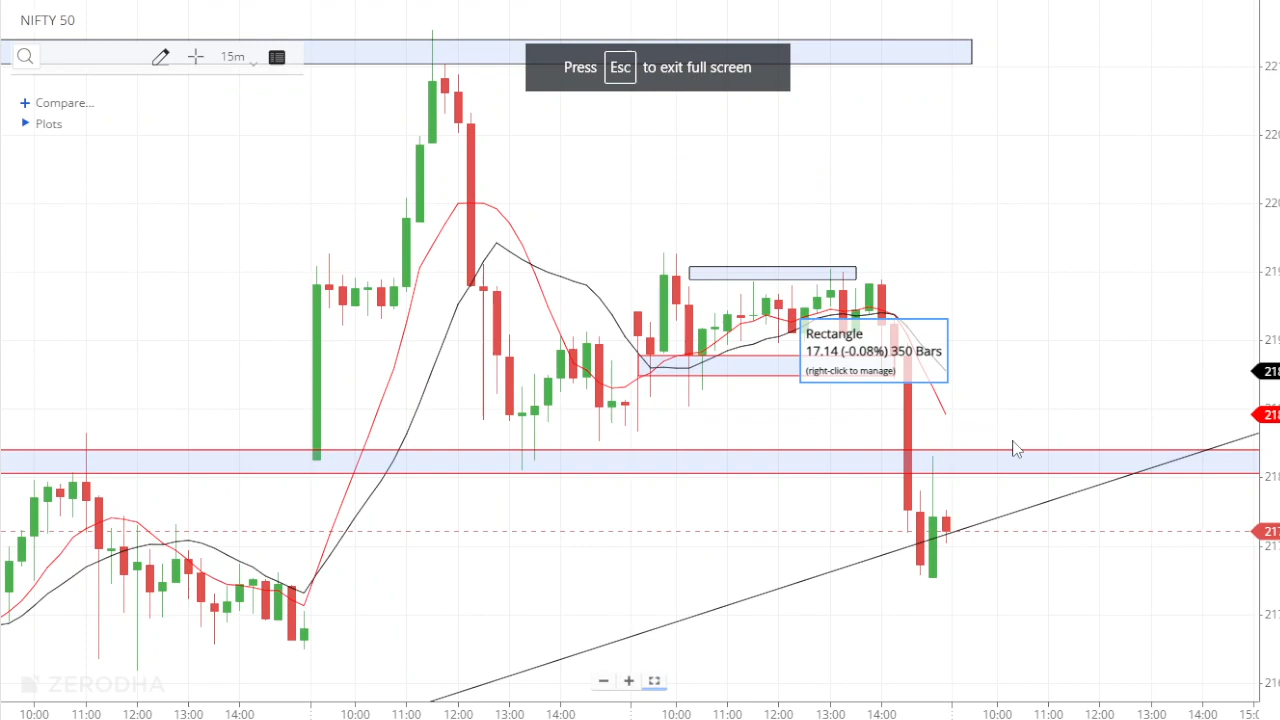 NIFTY 50
15m
Press Esc to exit full screen
+ Compare...
Plots
Rectangle
17.14 (-0.08%) 350 Bars
(right-click to manage)
ZERODHA
10:00 11:00 12:00 13:00 14:00 10:00 11:00 12:00 13:00 14:00 10:00 11:00 12:00 13:00 14:00 10:00 11:00 12:00 13:00 14:00